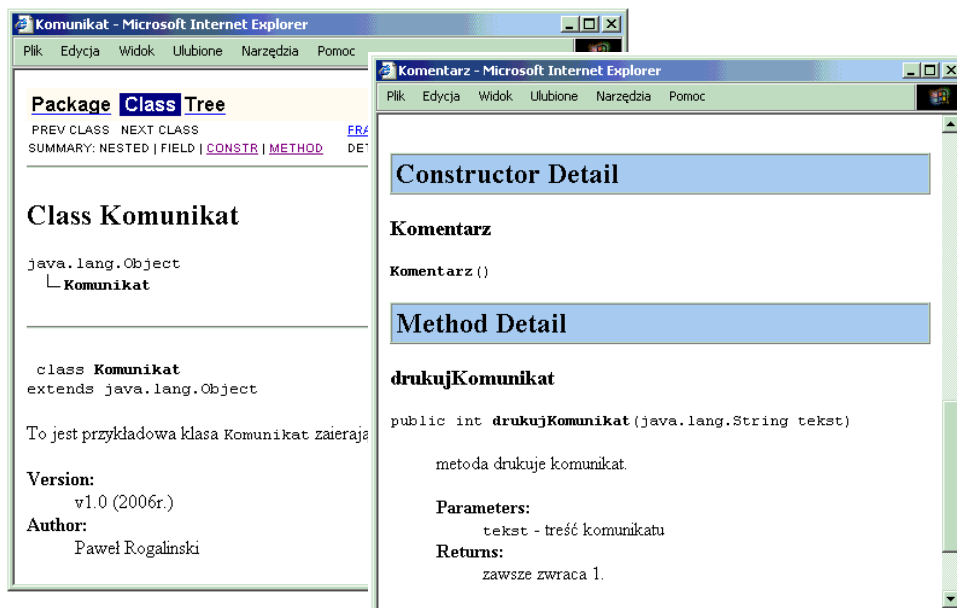 Komunikat - Microsoft Internet Explorer
Plik Edycja Widok Ulubione Narzędzia Pomoc
Package Class Tree
PREV CLASS NEXT CLASS FRA
SUMMARY: NESTED | FIELD | CONSTR | METHOD DET
Class Komunikat
java.lang.Object
Komunikat
class Komunikat
extends java.lang.Object
To jest przykładowa klasa Komunikat zaieraja
Version:
v1.0 (2006r.)
Author:
Paweł Rogalinski
Komentarz - Microsoft Internet Explorer
Plik Edycja Widok Ulubione Narzędzia Pomoc
Constructor Detail
Komentarz
Komentarz()
Method Detail
drukujKomunikat
public int drukujKomunikat(java.lang.String tekst)
metoda drukuje komunikat.
Parameters:
tekst - treść komunikatu
Returns:
zawsze zwraca 1.